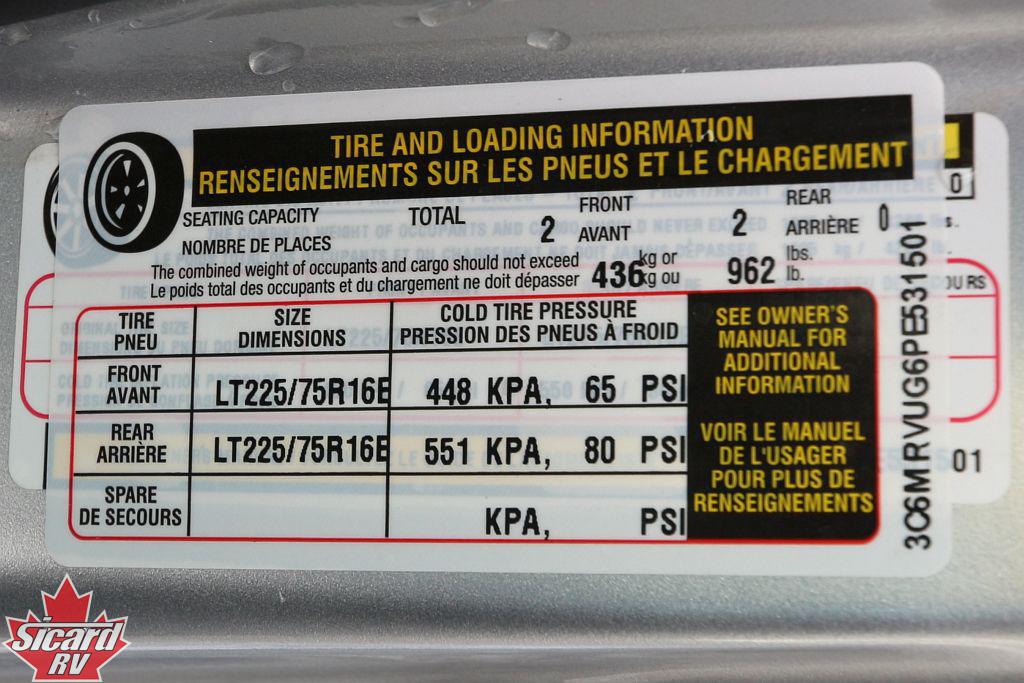 TIRE AND LOADING INFORMATION
RENSEIGNEMENTS SUR LES PNEUS ET LE CHARGEMENT
SEATING CAPACITY TOTAL 2 FRONT 2 REAR 0
NOMBRE DE PLACES AVANT ARRIÈRE
The combined weight of occupants and cargo should not exceed 436 kg or 962 lbs.
Le poids total des occupants et du chargement ne doit dépasser kg ou lb.
TIRE SIZE COLD TIRE PRESSURE
PNEU DIMENSIONS PRESSION DES PNEUS À FROID
FRONT
AVANT LT225/75R16E 448 KPA, 65 PSI
REAR
ARRIÈRE LT225/75R16E 551 KPA, 80 PSI
SPARE
DE SECOURS KPA, PSI
SEE OWNER'S
MANUAL FOR
ADDITIONAL
INFORMATION
VOIR LE MANUEL
DE L'USAGER
POUR PLUS DE
RENSEIGNEMENTS
3C6MRVUG6PE531501
0
01
Sicard
RV